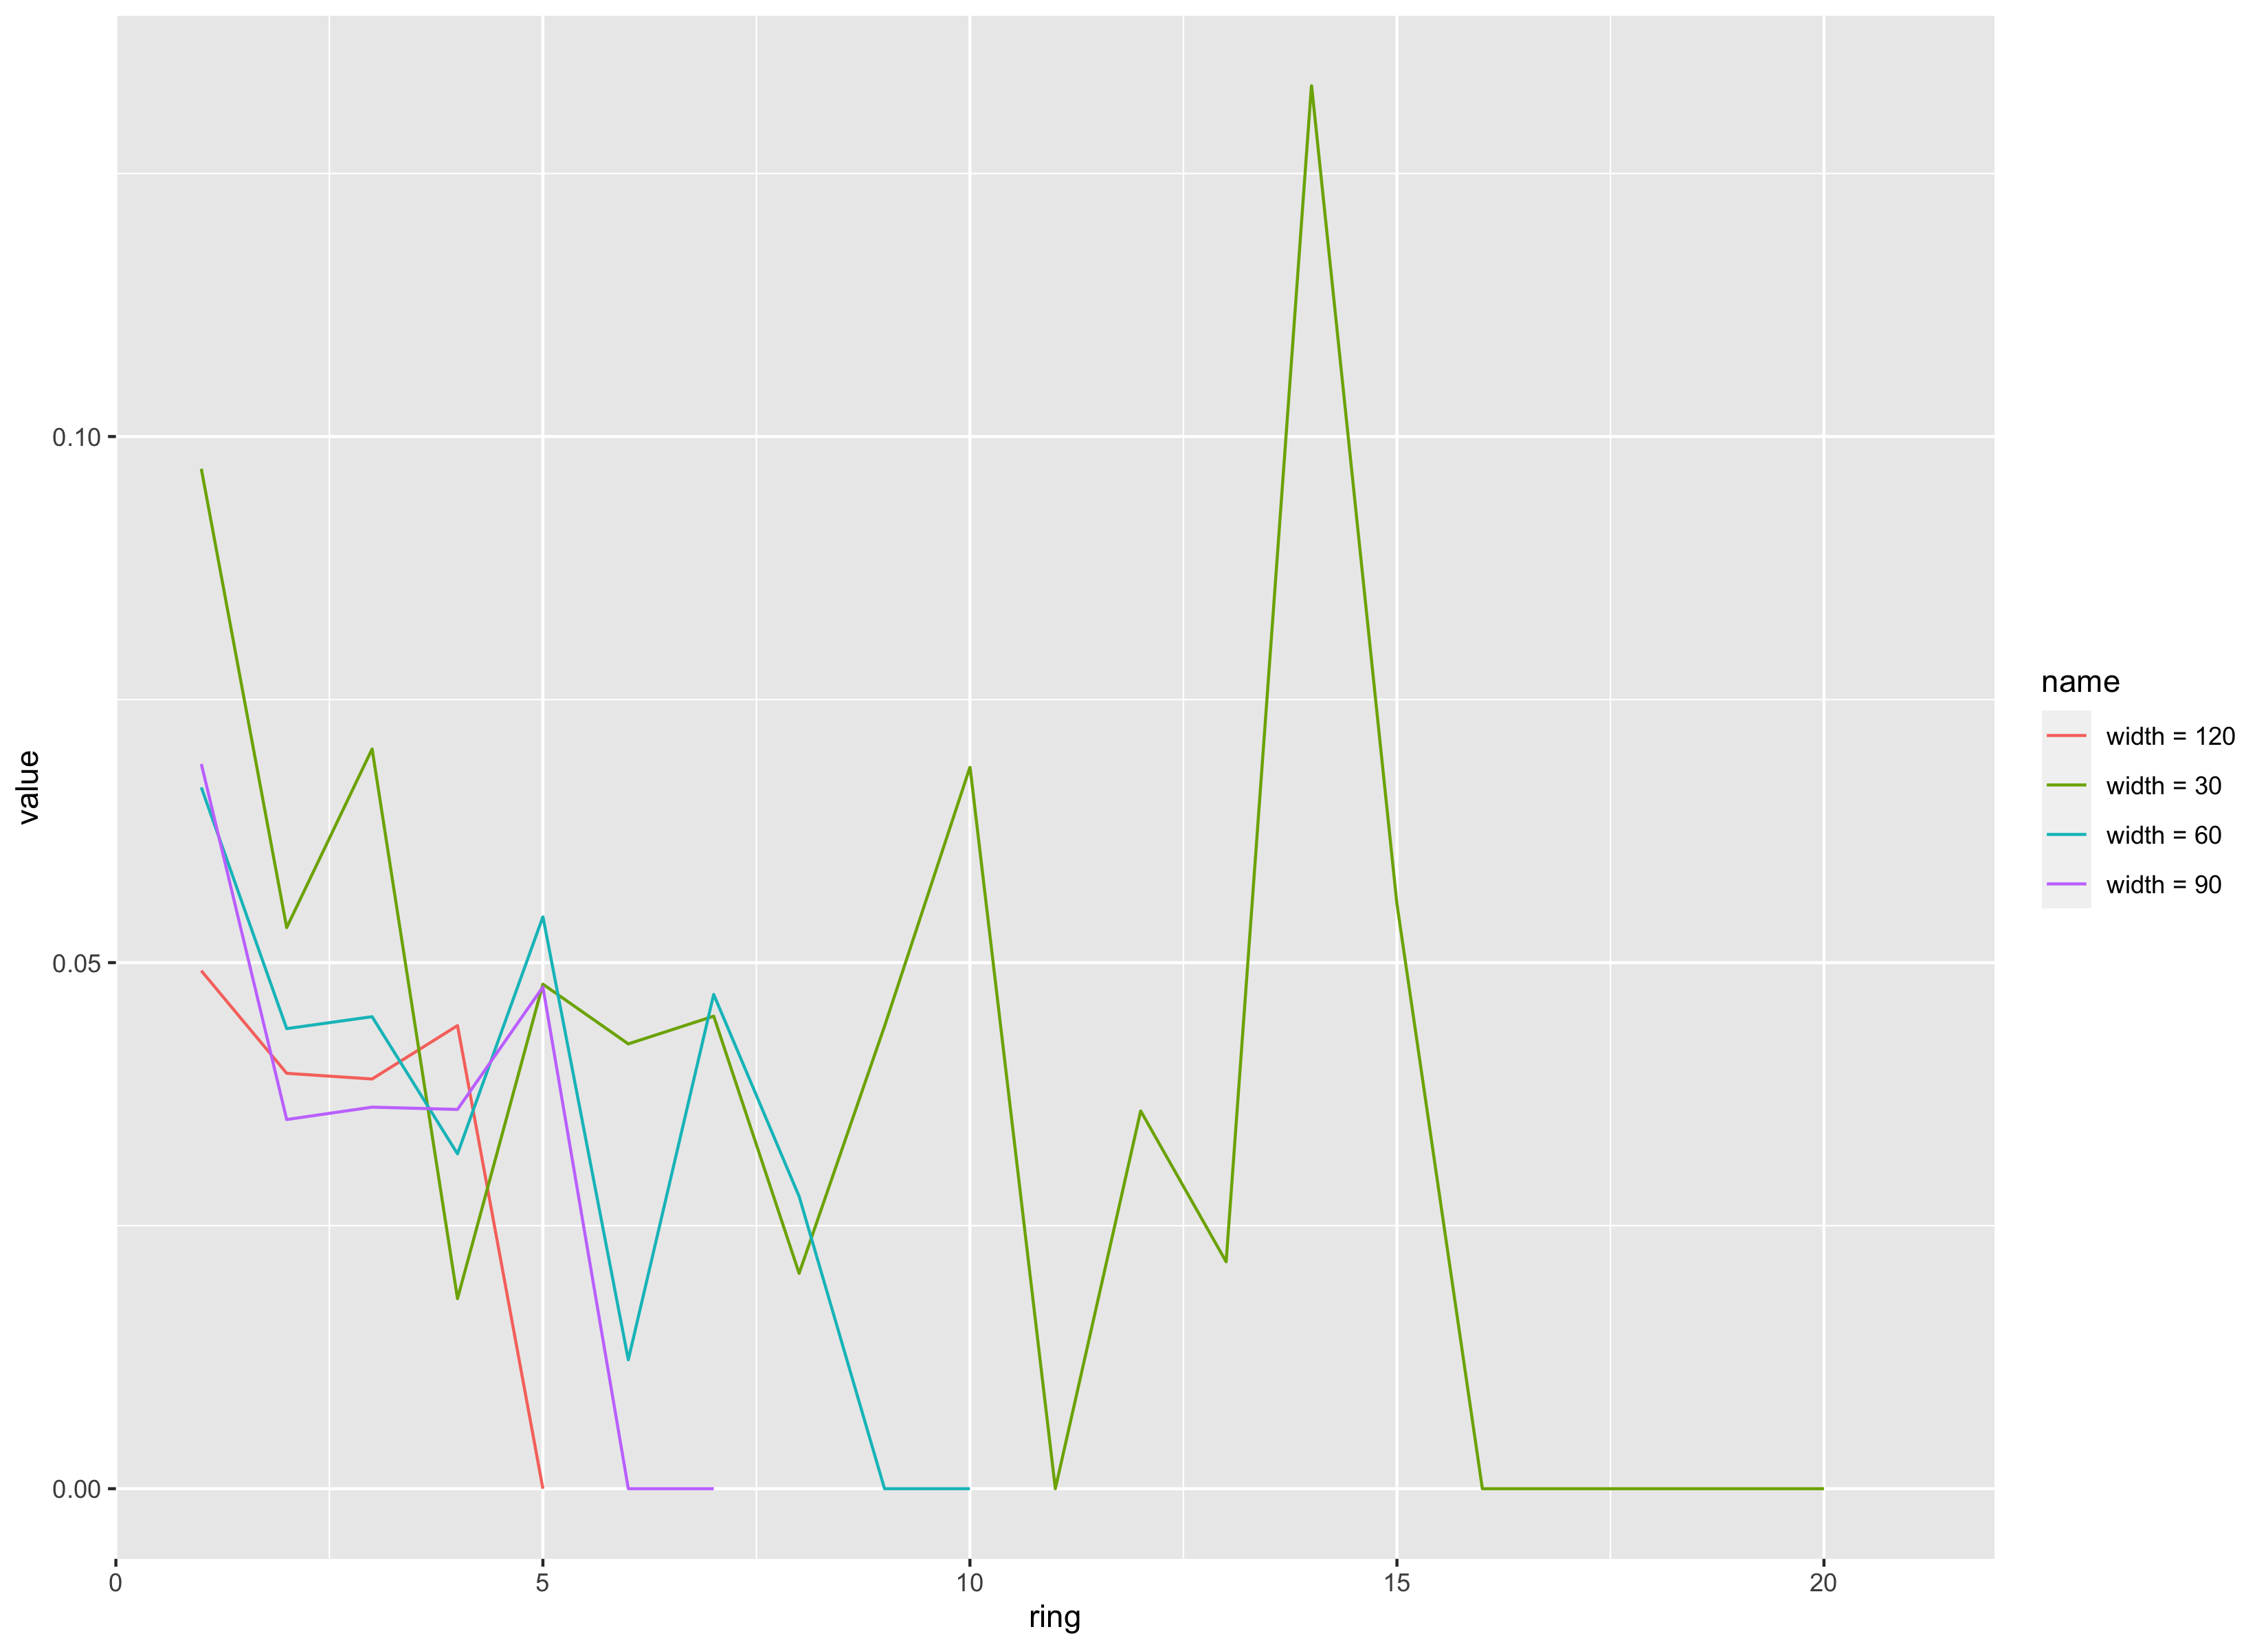 0.10
0.05
0.00
value
0
5
10
15
20
ring
name
width = 120
width = 30
width = 60
width = 90